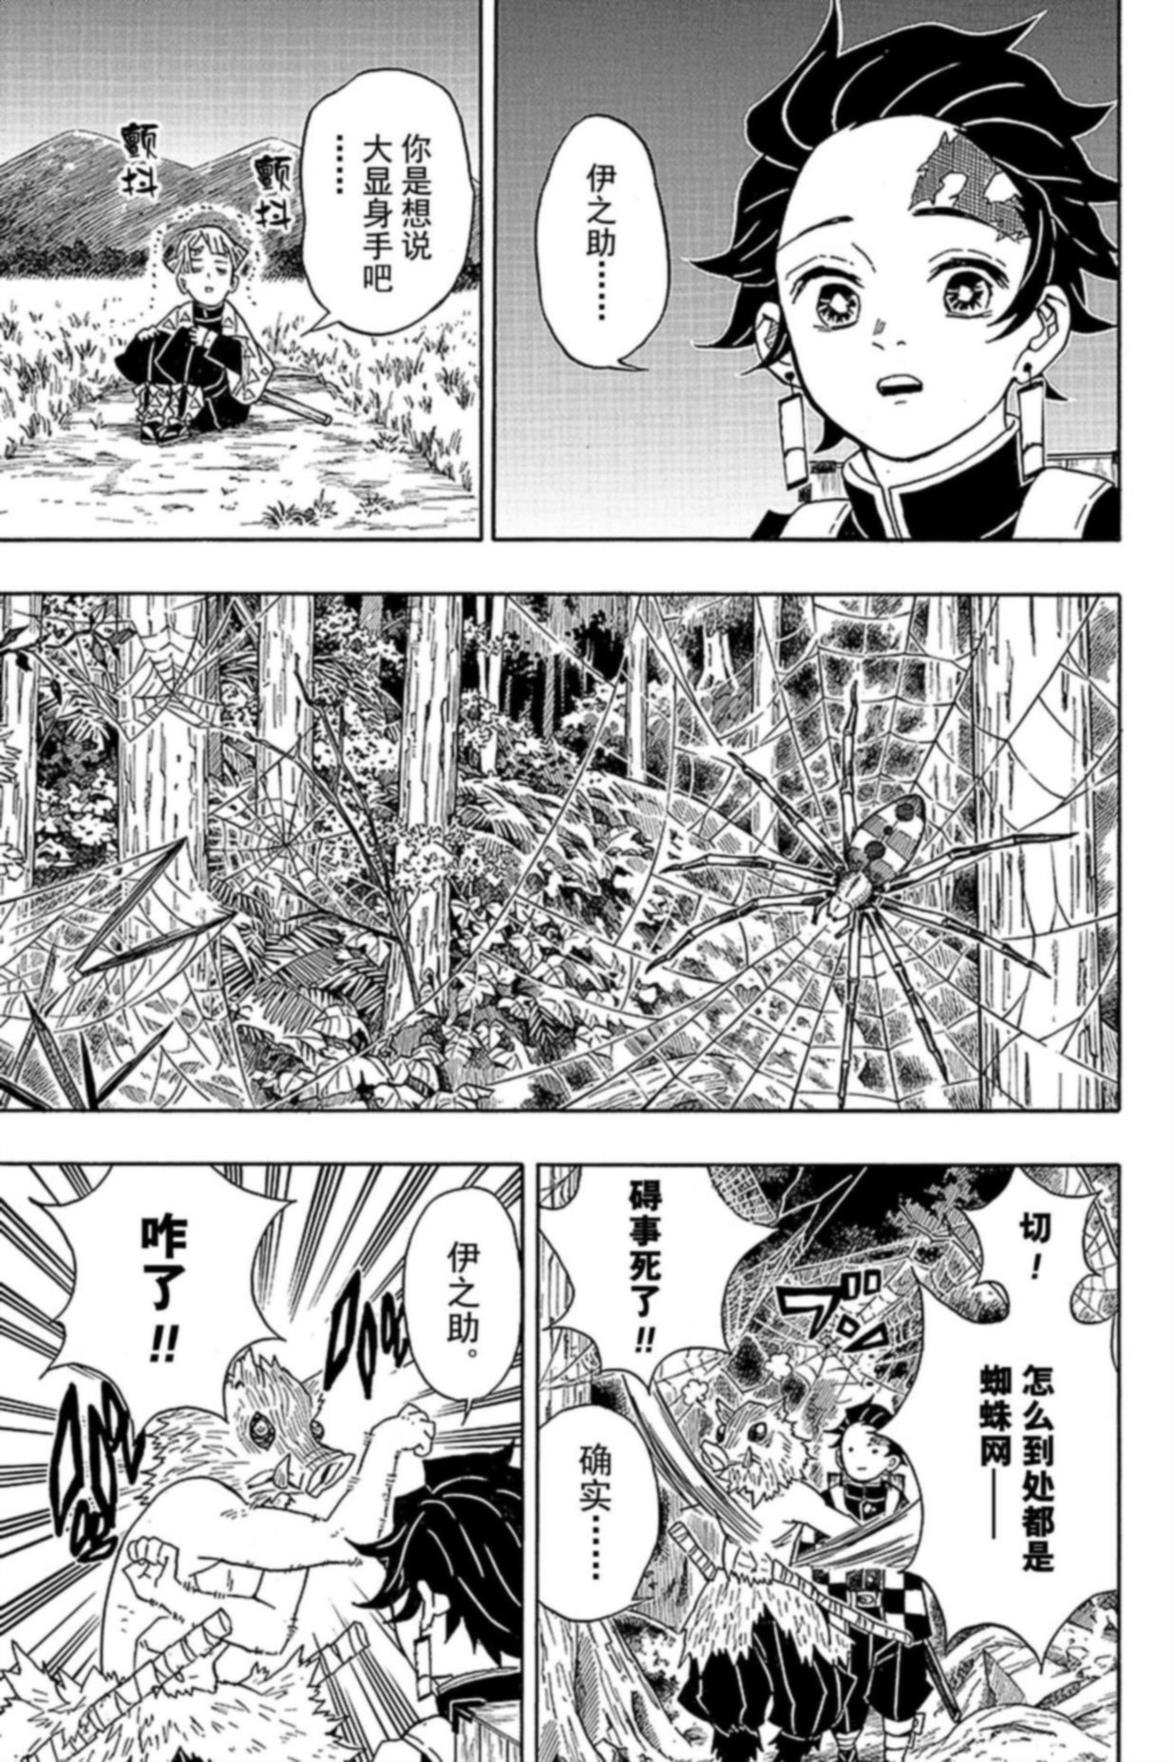 伊之助……
你是想说
大显身手吧
……
颤抖
颤抖
切！
怎么到处都是
蜘蛛网——
碍事死了!!
确实……
伊之助。
咋了!!